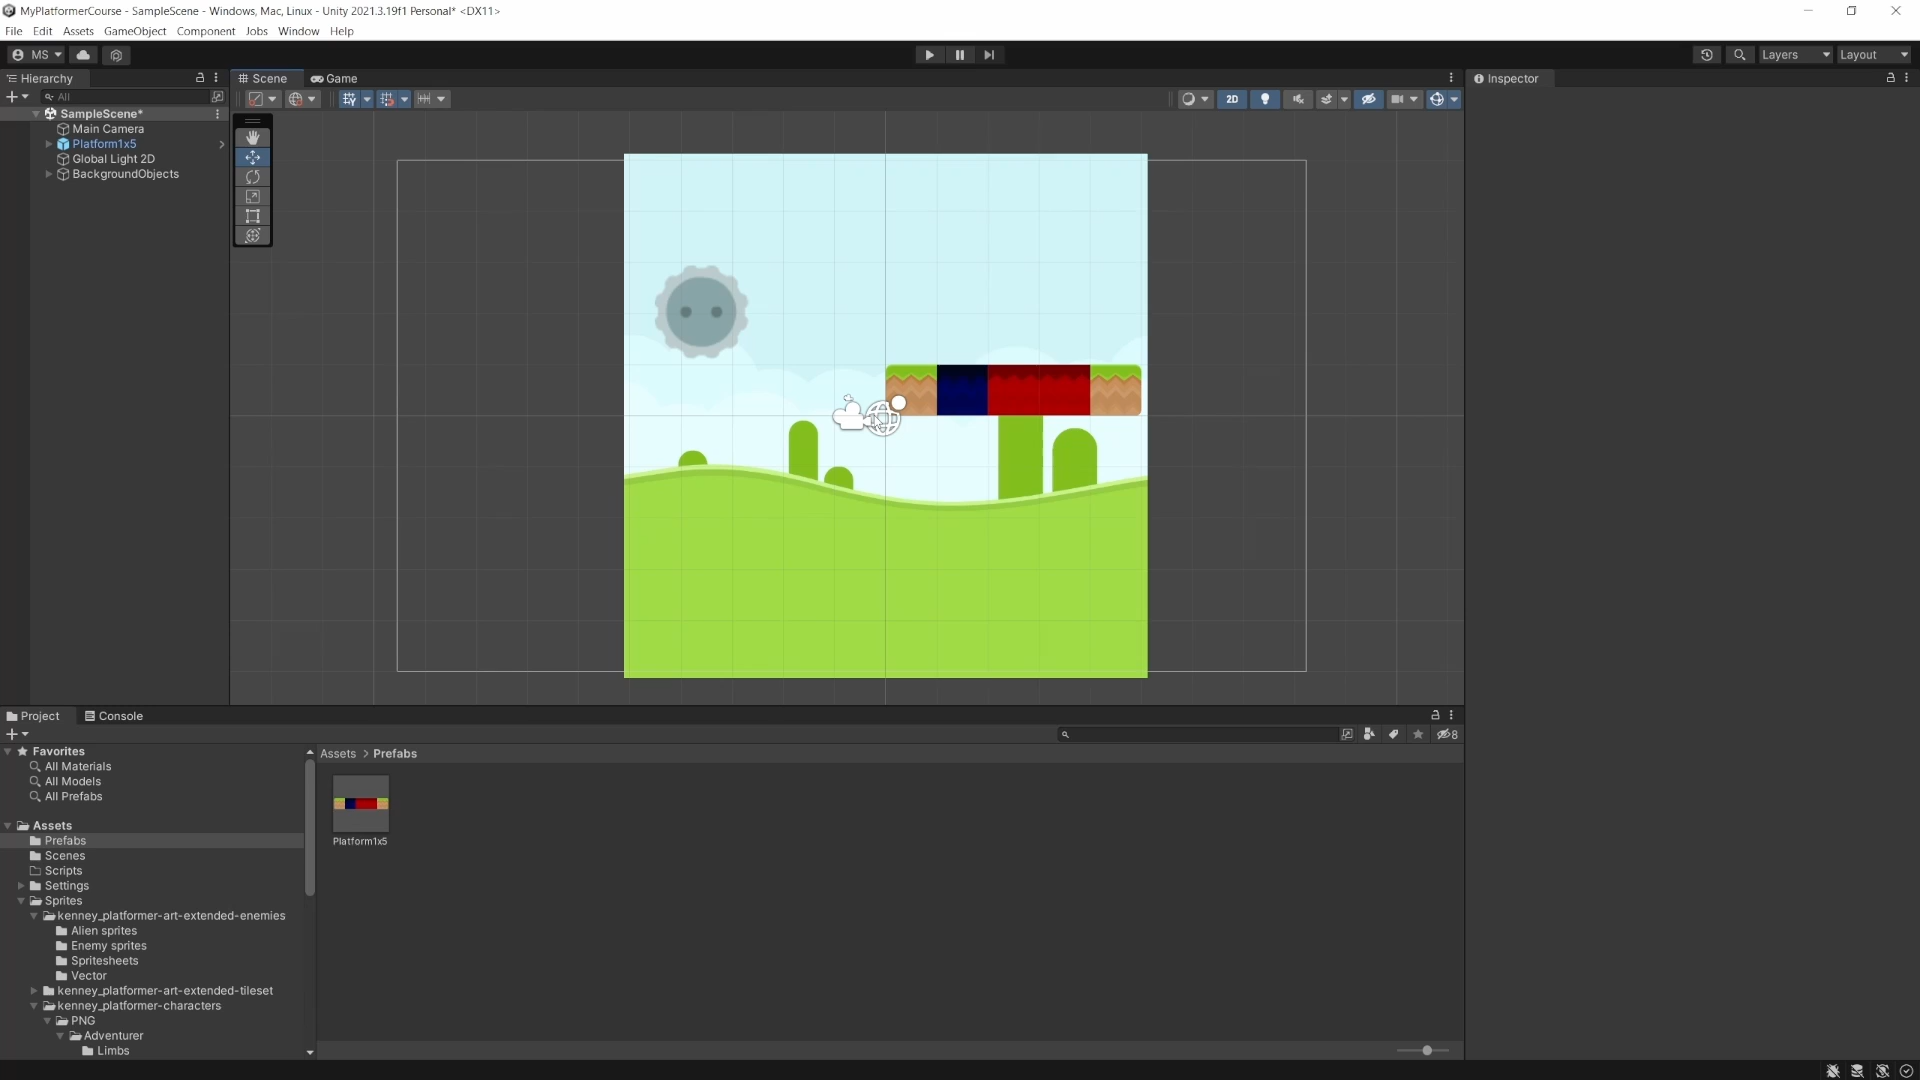 MyPlatformerCourse - SampleScene - Windows, Mac, Linux - Unity 2021.3.19f1 Personal* <DX11>
File Edit Assets GameObject Component Jobs Window Help
MS
Layers
Layout
Hierarchy
Scene
Game
Inspector
All
2D
SampleScene*
Main Camera
Platform1x5
Global Light 2D
BackgroundObjects
Project
Console
8
Favorites
Assets > Prefabs
All Materials
All Models
All Prefabs
Assets
Prefabs
Platform1x5
Scenes
Scripts
Settings
Sprites
kenney_platformer-art-extended-enemies
Alien sprites
Enemy sprites
Spritesheets
Vector
kenney_platformer-art-extended-tileset
kenney_platformer-characters
PNG
Adventurer
Limbs